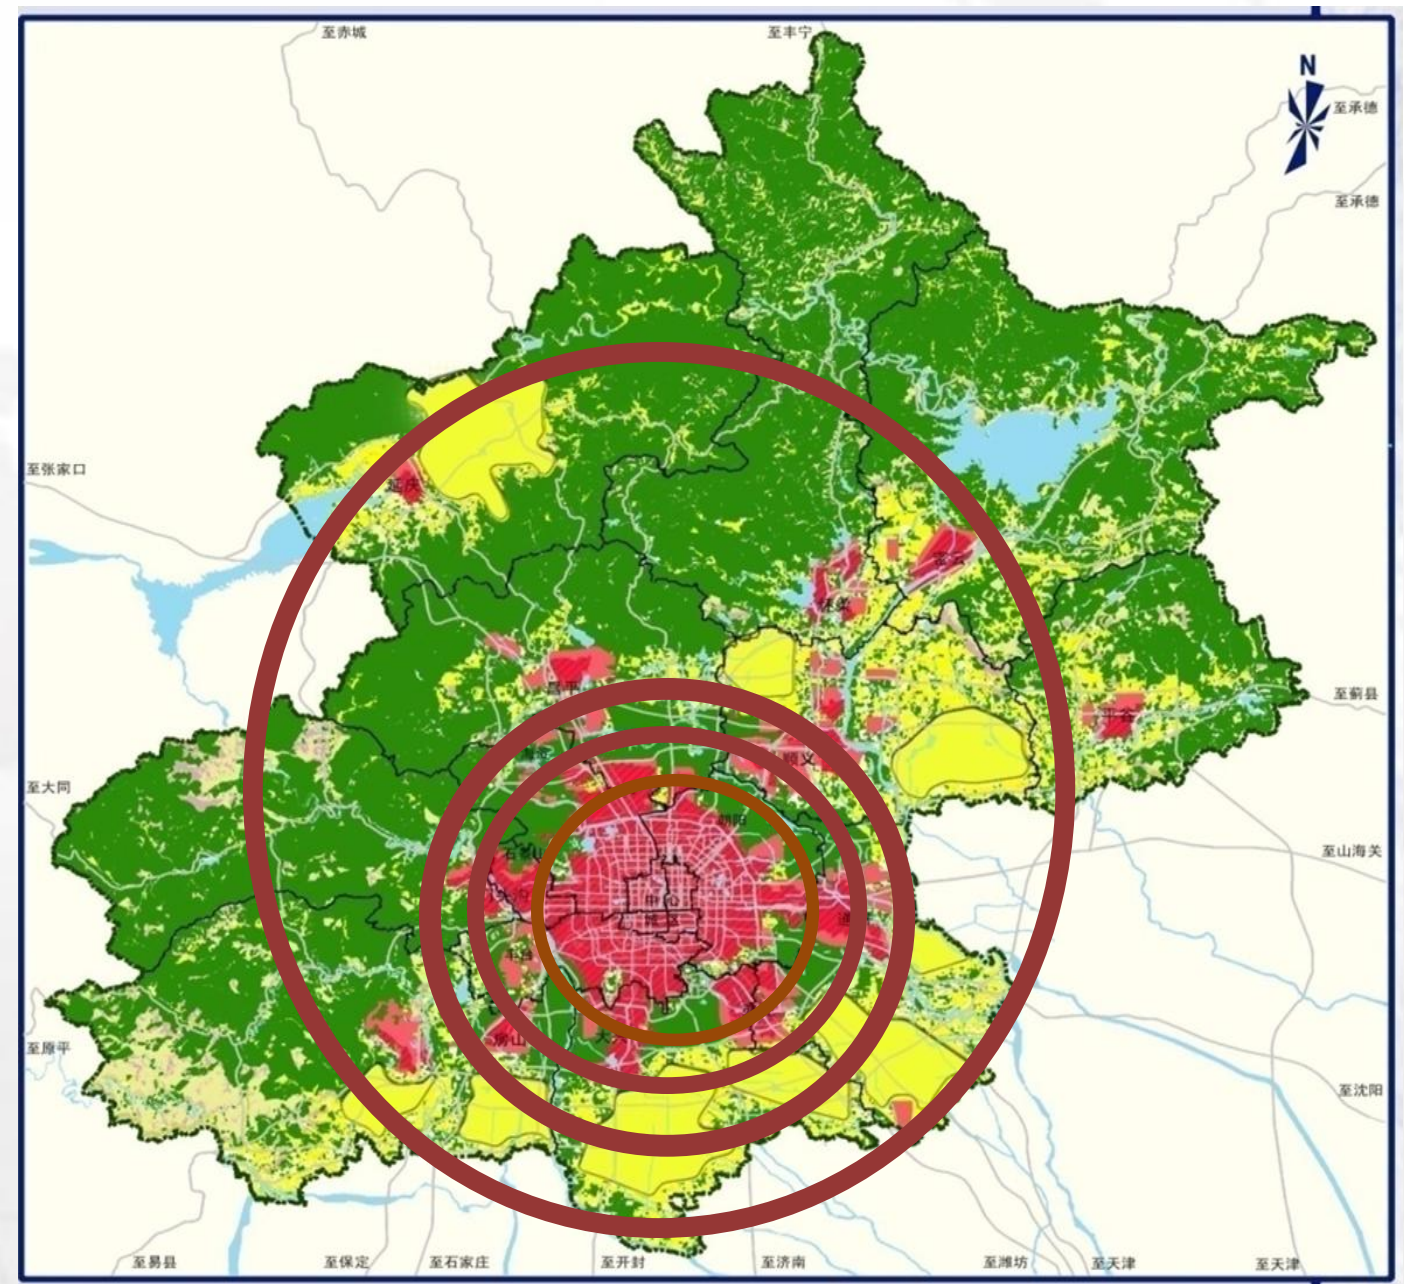 至赤城
至丰宁
N
至承德
至承德
至张家口
延庆
密云
怀柔
昌平
至蓟县
平谷
海淀
顺义
至大同
朝阳
石景山
至山海关
中心
城区
通州
丰台
房山
大兴
至原平
至沈阳
至易县
至保定
至石家庄
至开封
至济南
至潍坊
至天津
至天津